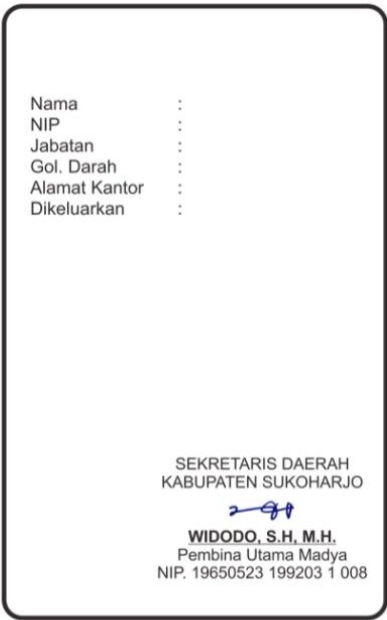 Nama :
NIP :
Jabatan :
Gol. Darah :
Alamat Kantor :
Dikeluarkan :
SEKRETARIS DAERAH
KABUPATEN SUKOHARJO
WIDODO, S.H, M.H.
Pembina Utama Madya
NIP. 19650523 199203 1 008